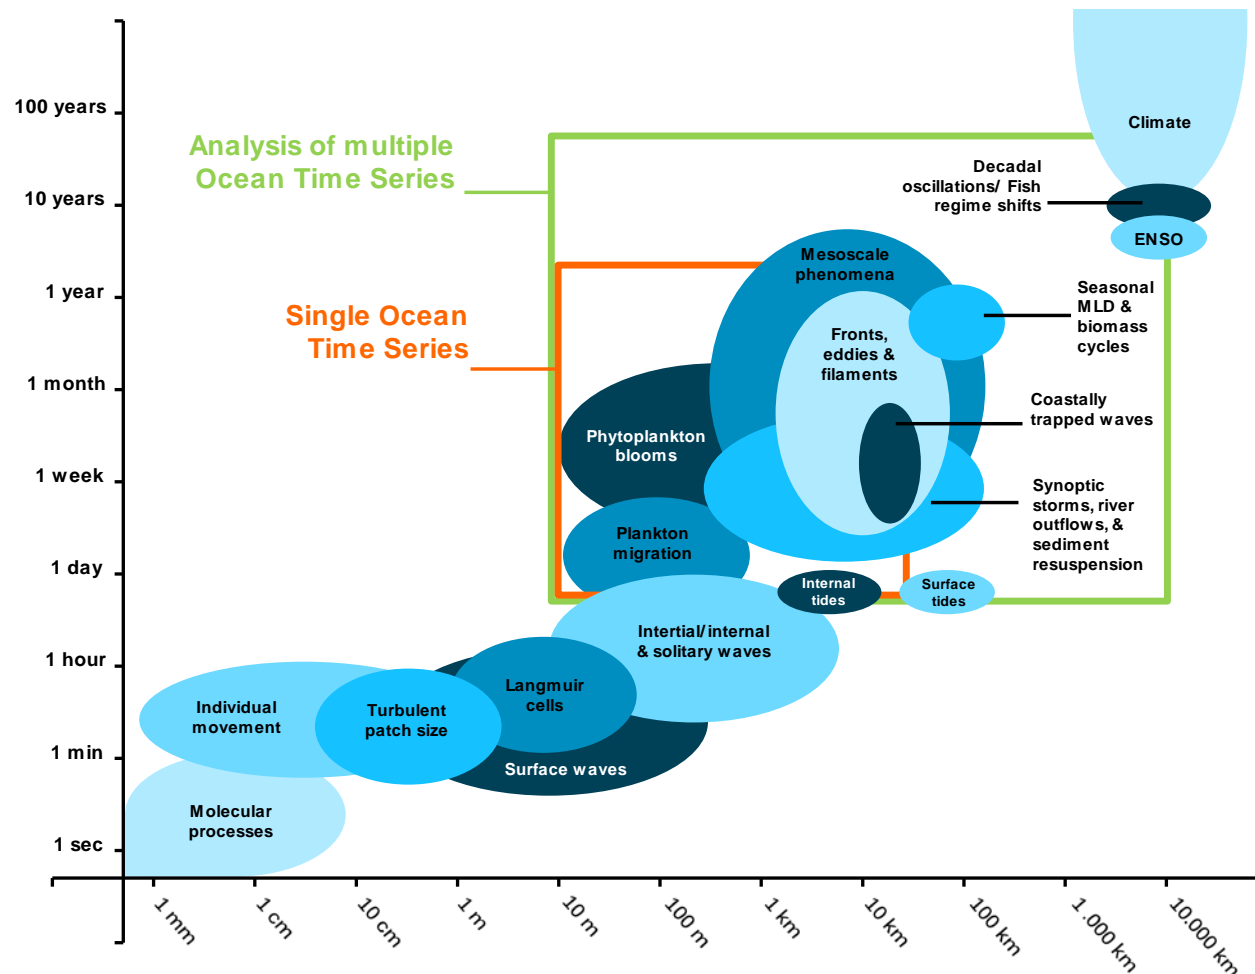 100 years
10 years
1 year
1 month
1 week
1 day
1 hour
1 min
1 sec
Analysis of multiple
Ocean Time Series
Single Ocean
Time Series
Climate
Decadal
oscillations/ Fish
regime shifts
ENSO
Mesoscale
phenomena
Seasonal
MLD &
biomass
cycles
Fronts,
eddies &
filaments
Coastally
trapped waves
Phytoplankton
blooms
Synoptic
storms, river
outflows, &
sediment
resuspension
Plankton
migration
Internal
tides
Surface
tides
Intertial/internal
& solitary waves
Langmuir
cells
Individual
movement
Turbulent
patch size
Surface waves
Molecular
processes
1 mm
1 cm
10 cm
1 m
10 m
100 m
1 km
10 km
100 km
1.000 km
10.000 km